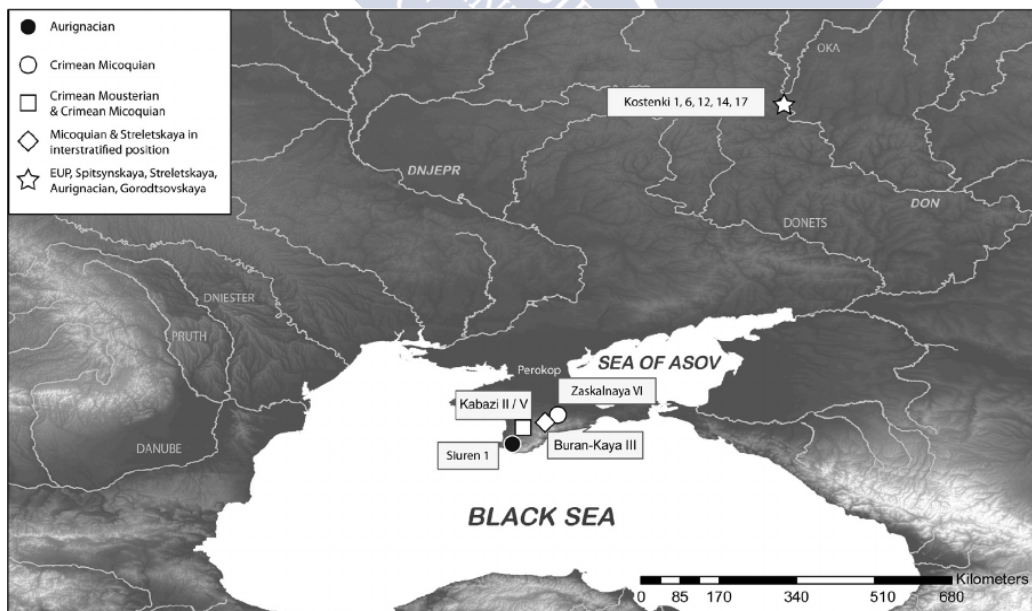 Aurignacian
Crimean Micoquian
Crimean Mousterian
& Crimean Micoquian
Micoquian & Streletskaya in
interstratified position
EUP, Spitsynskaya, Streletskaya,
Aurignacian, Gorodtsovskaya
OKA
Kostenki 1, 6, 12, 14, 17
DNJEPR
DON
DONETS
DNIESTER
PRUTH
SEA OF ASOV
Perokop
Zaskalnaya VI
Kabazi II / V
DANUBE
Buran-Kaya III
Siuren 1
BLACK SEA
Kilometers
0 85 170 340 510 680